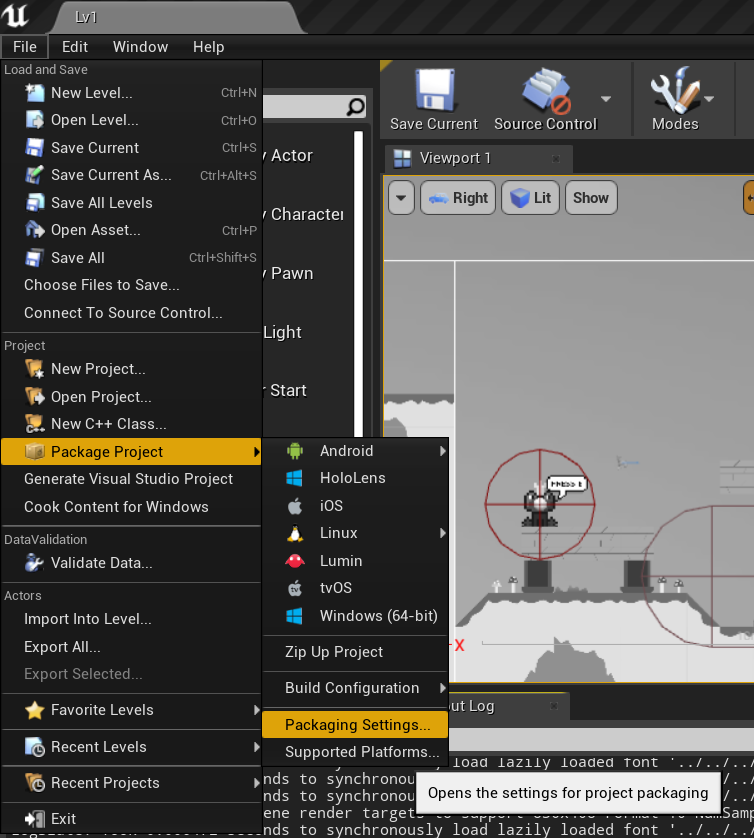 Lv1
File Edit Window Help
Load and Save
New Level... Ctrl+N
Open Level... Ctrl+O
Save Current Ctrl+S
Save Current As... Ctrl+Alt+S
Save All Levels
Open Asset... Ctrl+P
Save All Ctrl+Shift+S
Choose Files to Save...
Connect To Source Control...
Project
New Project...
Open Project...
New C++ Class...
Package Project
Generate Visual Studio Project
Cook Content for Windows
DataValidation
Validate Data...
Actors
Import Into Level...
Export All...
Export Selected...
Favorite Levels
Recent Levels
Recent Projects
Exit
y Actor
y Character
y Pawn
Light
r Start
Android
HoloLens
iOS
Linux
Lumin
tvOS
Windows (64-bit)
Zip Up Project
Build Configuration
Packaging Settings...
Supported Platforms...
Save Current
Source Control
Modes
Viewport 1
Right
Lit
Show
PRESS E
X
ut Log
y load lazily loaded font '../../../
nds to synchronou
Opens the settings for project packaging
ene render targets to support
nds to synchronously load lazily loaded font '../../../